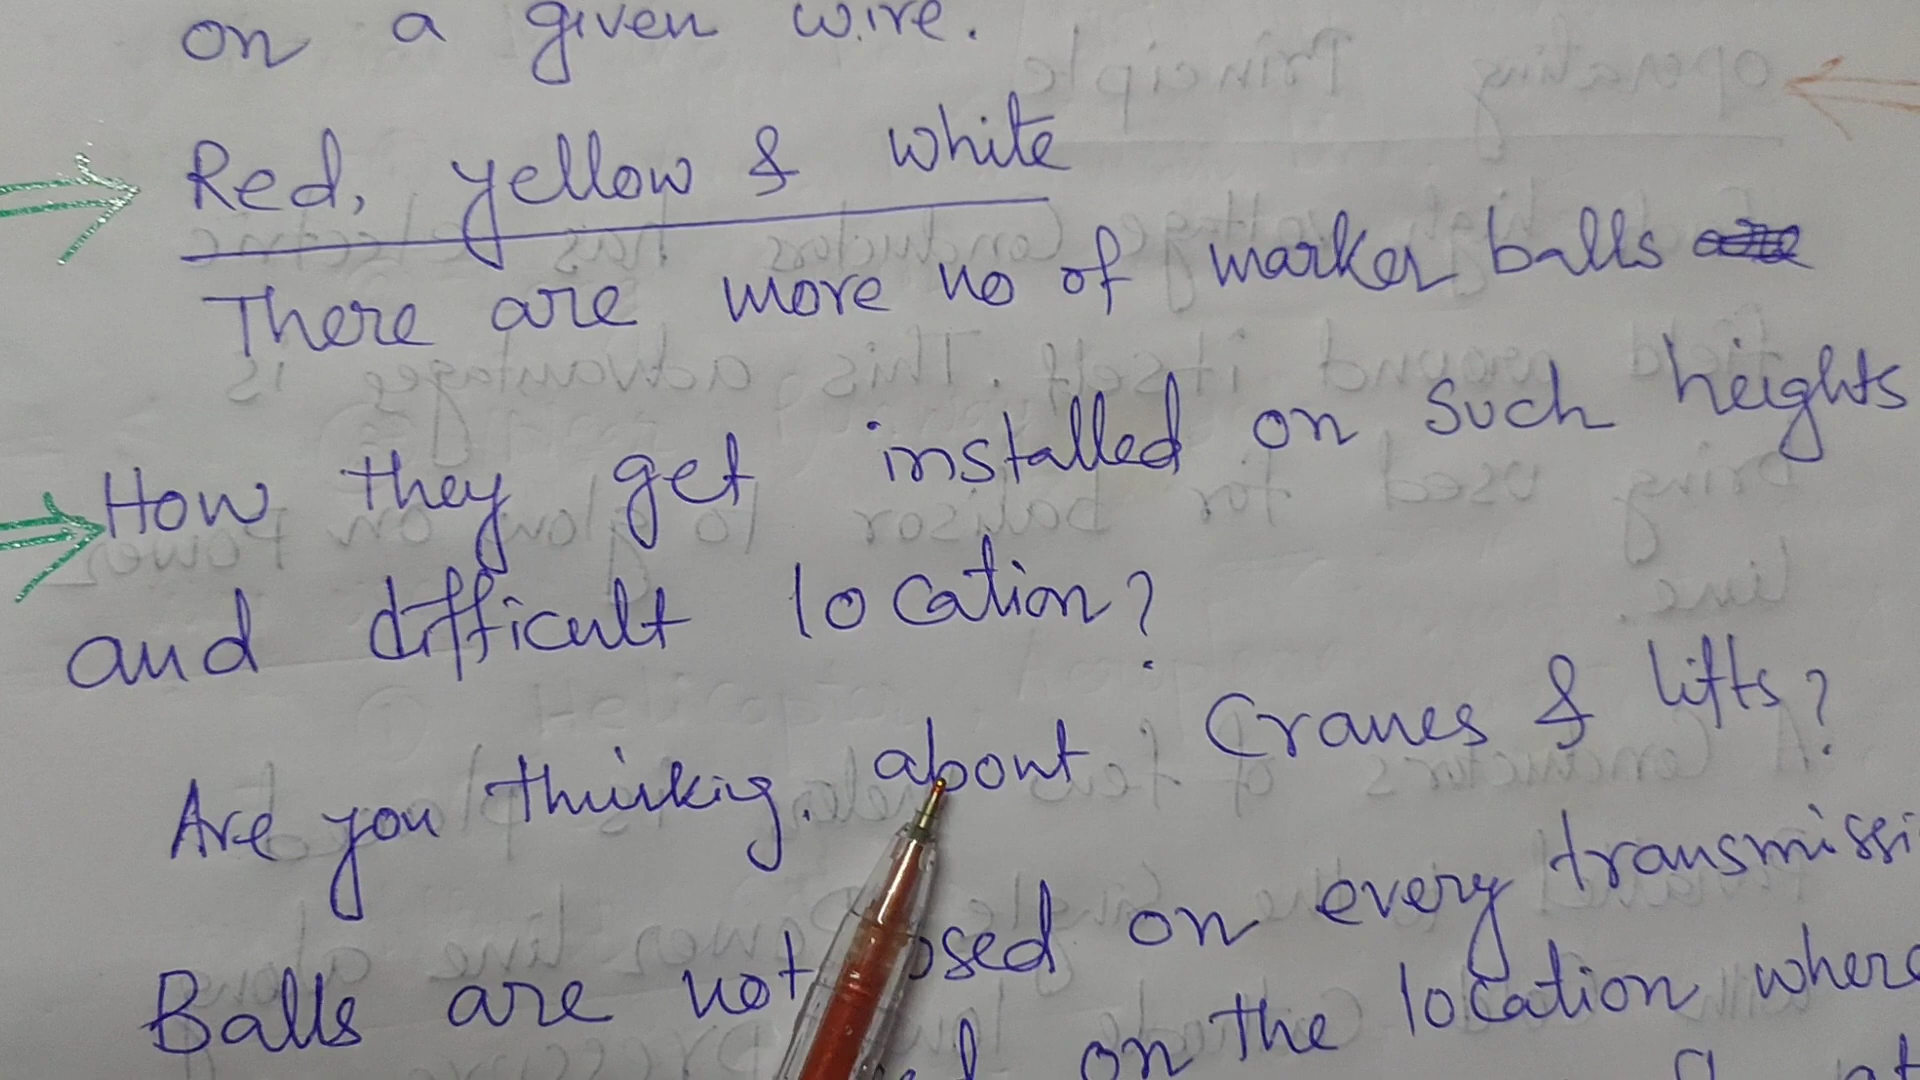 on a given wire.
Red, yellow & white
There are more no of marker balls
How they get installed on such heights
and difficult location?
Are you thinkig. about Cranes & lifts?
Balls are not used on every transmissi
on the location where